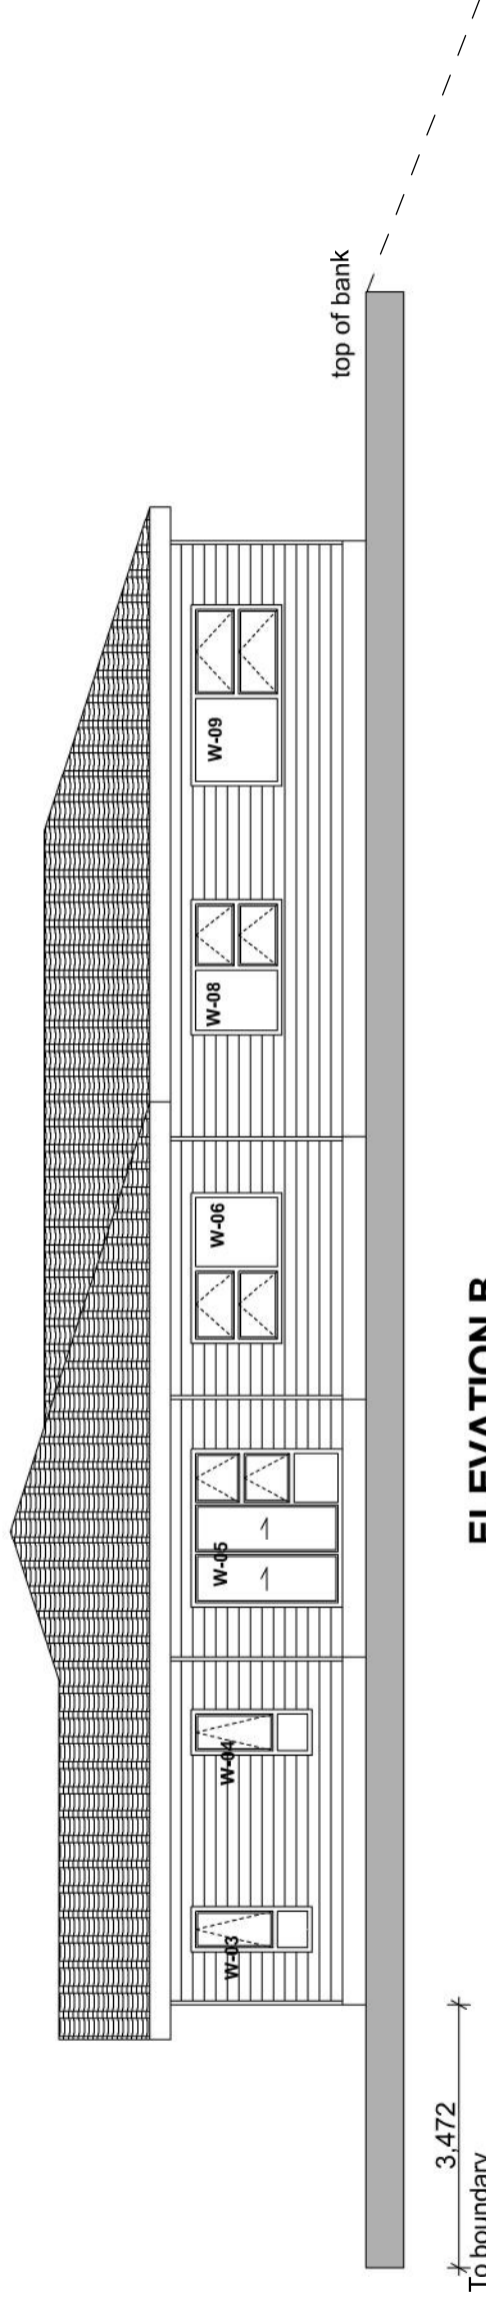 top of bank
W-03
W-04
W-05
W-06
W-08
W-09
3,472
To boundary
ELEVATION B